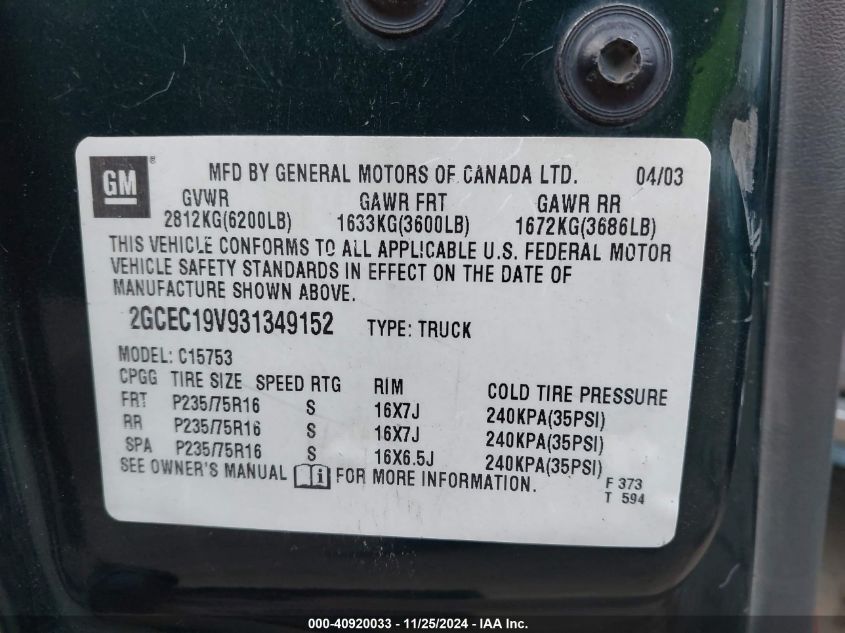 GM ® MFD BY GENERAL MOTORS OF CANADA LTD. 04/03
GVWR GAWR FRT GAWR RR
2812KG(6200LB) 1633KG(3600LB) 1672KG(3686LB)
THIS VEHICLE CONFORMS TO ALL APPLICABLE U.S. FEDERAL MOTOR
VEHICLE SAFETY STANDARDS IN EFFECT ON THE DATE OF
MANUFACTURE SHOWN ABOVE.
2GCEC19V931349152 TYPE: TRUCK
MODEL: C15753
CPGG TIRE SIZE SPEED RTG RIM COLD TIRE PRESSURE
FRT P235/75R16 S 16X7J 240KPA(35PSI)
RR P235/75R16 S 16X7J 240KPA(35PSI)
SPA P235/75R16 S 16X6.5J 240KPA(35PSI)
SEE OWNER'S MANUAL FOR MORE INFORMATION.
F 373
T 594
000-40920033 - 11/25/2024 - IAA Inc.